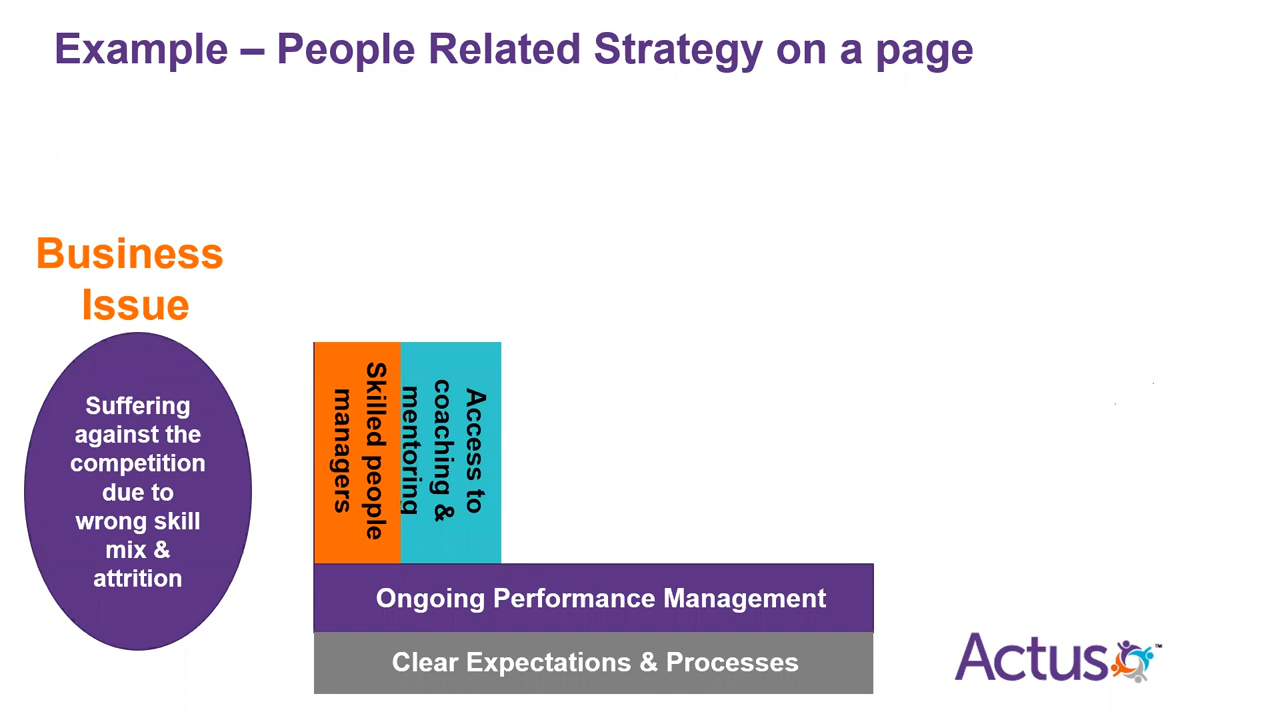 Example – People Related Strategy on a page
Business
Issue
Suffering
against the
competition
due to
wrong skill
mix &
attrition
Skilled people
managers
Access to
coaching &
mentoring
Ongoing Performance Management
Clear Expectations & Processes
Actus™